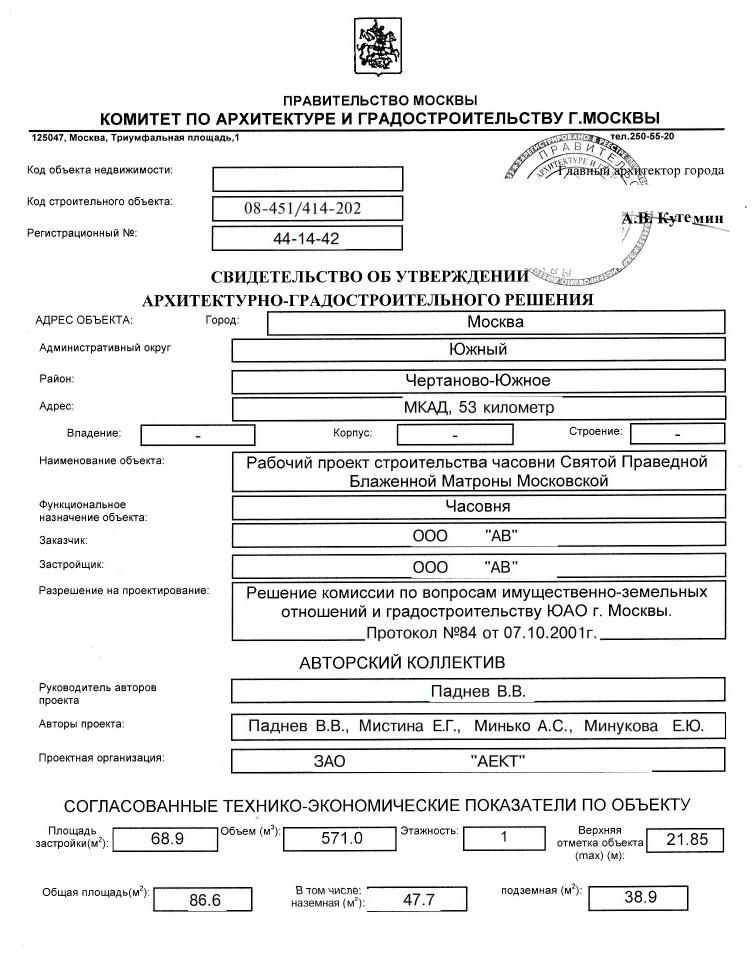 ПРАВИТЕЛЬСТВО МОСКВЫ
КОМИТЕТ ПО АРХИТЕКТУРЕ И ГРАДОСТРОИТЕЛЬСТВУ Г.МОСКВЫ
125047, Москва, Триумфальная площадь,1 тел.250-55-20
Код объекта недвижимости: Главный архитектор города
Код строительного объекта: 08-451/414-202
А.В. Кутемин
Регистрационный №: 44-14-42
СВИДЕТЕЛЬСТВО ОБ УТВЕРЖДЕНИИ
АРХИТЕКТУРНО-ГРАДОСТРОИТЕЛЬНОГО РЕШЕНИЯ
АДРЕС ОБЪЕКТА: Город: Москва
Административный округ Южный
Район: Чертаново-Южное
Адрес: МКАД, 53 километр
Владение: - Корпус: - Строение: -
Наименование объекта: Рабочий проект строительства часовни Святой Праведной
Блаженной Матроны Московской
Функциональное
назначение объекта: Часовня
Заказчик: ООО "АВ"
Застройщик: ООО "АВ"
Разрешение на проектирование: Решение комиссии по вопросам имущественно-земельных
отношений и градостроительству ЮАО г. Москвы.
Протокол №84 от 07.10.2001г.
АВТОРСКИЙ КОЛЛЕКТИВ
Руководитель авторов
проекта Паднев В.В.
Авторы проекта: Паднев В.В., Мистина Е.Г., Минько А.С., Минукова Е.Ю.
Проектная организация: ЗАО "АЕКТ"
СОГЛАСОВАННЫЕ ТЕХНИКО-ЭКОНОМИЧЕСКИЕ ПОКАЗАТЕЛИ ПО ОБЪЕКТУ
Площадь
застройки(м²): 68.9 Объем (м³): 571.0 Этажность: 1 Верхняя
отметка объекта
(max) (м): 21.85
Общая площадь(м²): 86.6 В том числе:
наземная (м²): 47.7 подземная (м²): 38.9